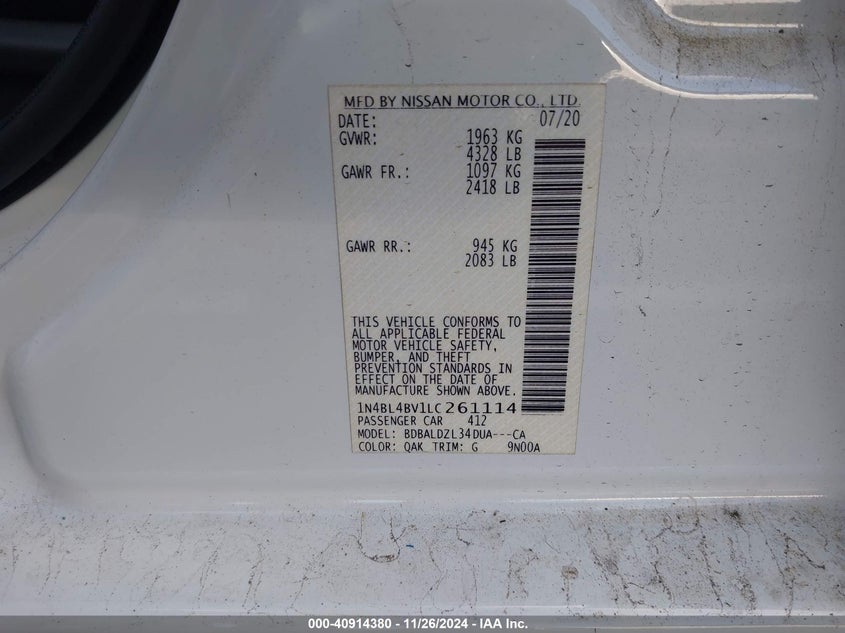 MFD BY NISSAN MOTOR CO., LTD.
DATE: 07/20
GVWR: 1963 KG
4328 LB
GAWR FR.: 1097 KG
2418 LB
GAWR RR.: 945 KG
2083 LB
THIS VEHICLE CONFORMS TO
ALL APPLICABLE FEDERAL
MOTOR VEHICLE SAFETY,
BUMPER, AND THEFT
PREVENTION STANDARDS IN
EFFECT ON THE DATE OF
MANUFACTURE SHOWN ABOVE.
1N4BL4BV1LC261114
PASSENGER CAR 412
MODEL: BDBALDZL34DUA---CA
COLOR: QAK TRIM: G 9N00A
000-40914380 - 11/26/2024 - IAA Inc.